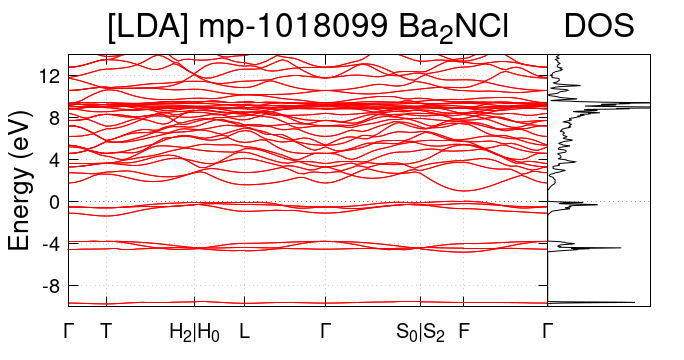 [LDA] mp-1018099 Ba₂NCl DOS
Energy (eV)
12
8
4
0
-4
-8
Γ T H₂|H₀ L Γ S₀|S₂ F Γ